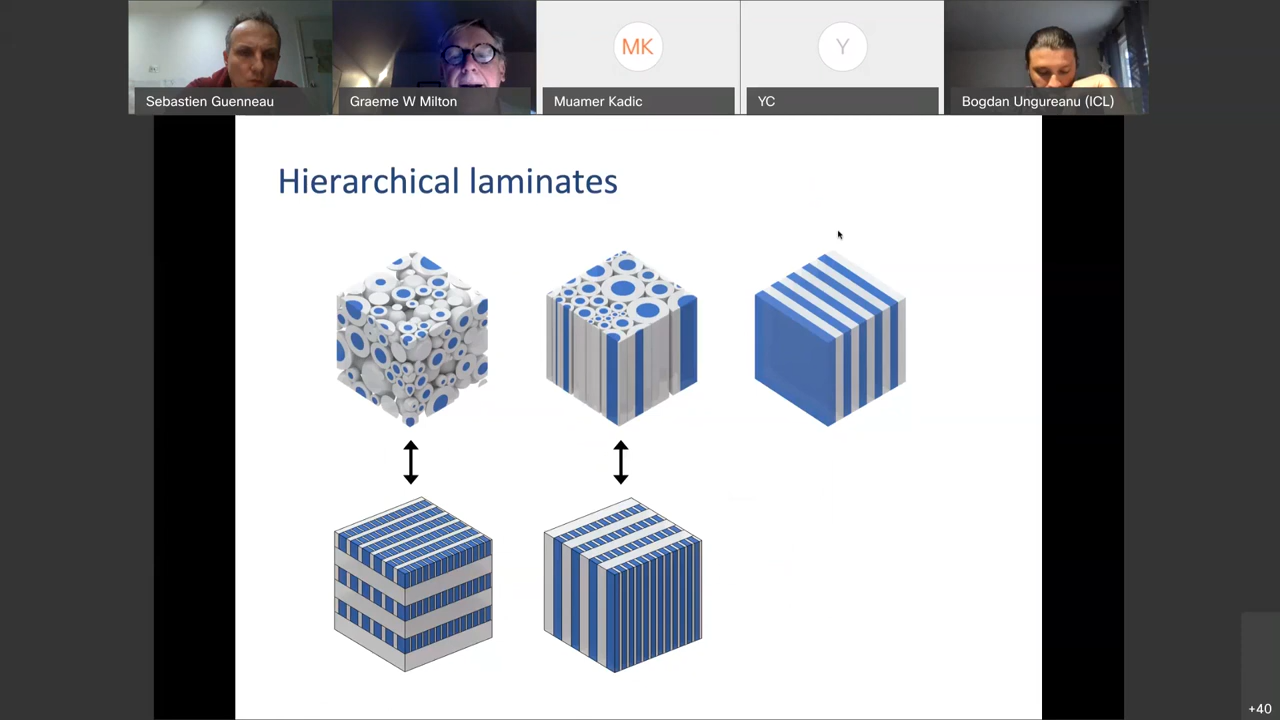 MK
Y
Sebastien Guenneau
Graeme W Milton
Muamer Kadic
YC
Bogdan Ungureanu (ICL)
Hierarchical laminates
+40